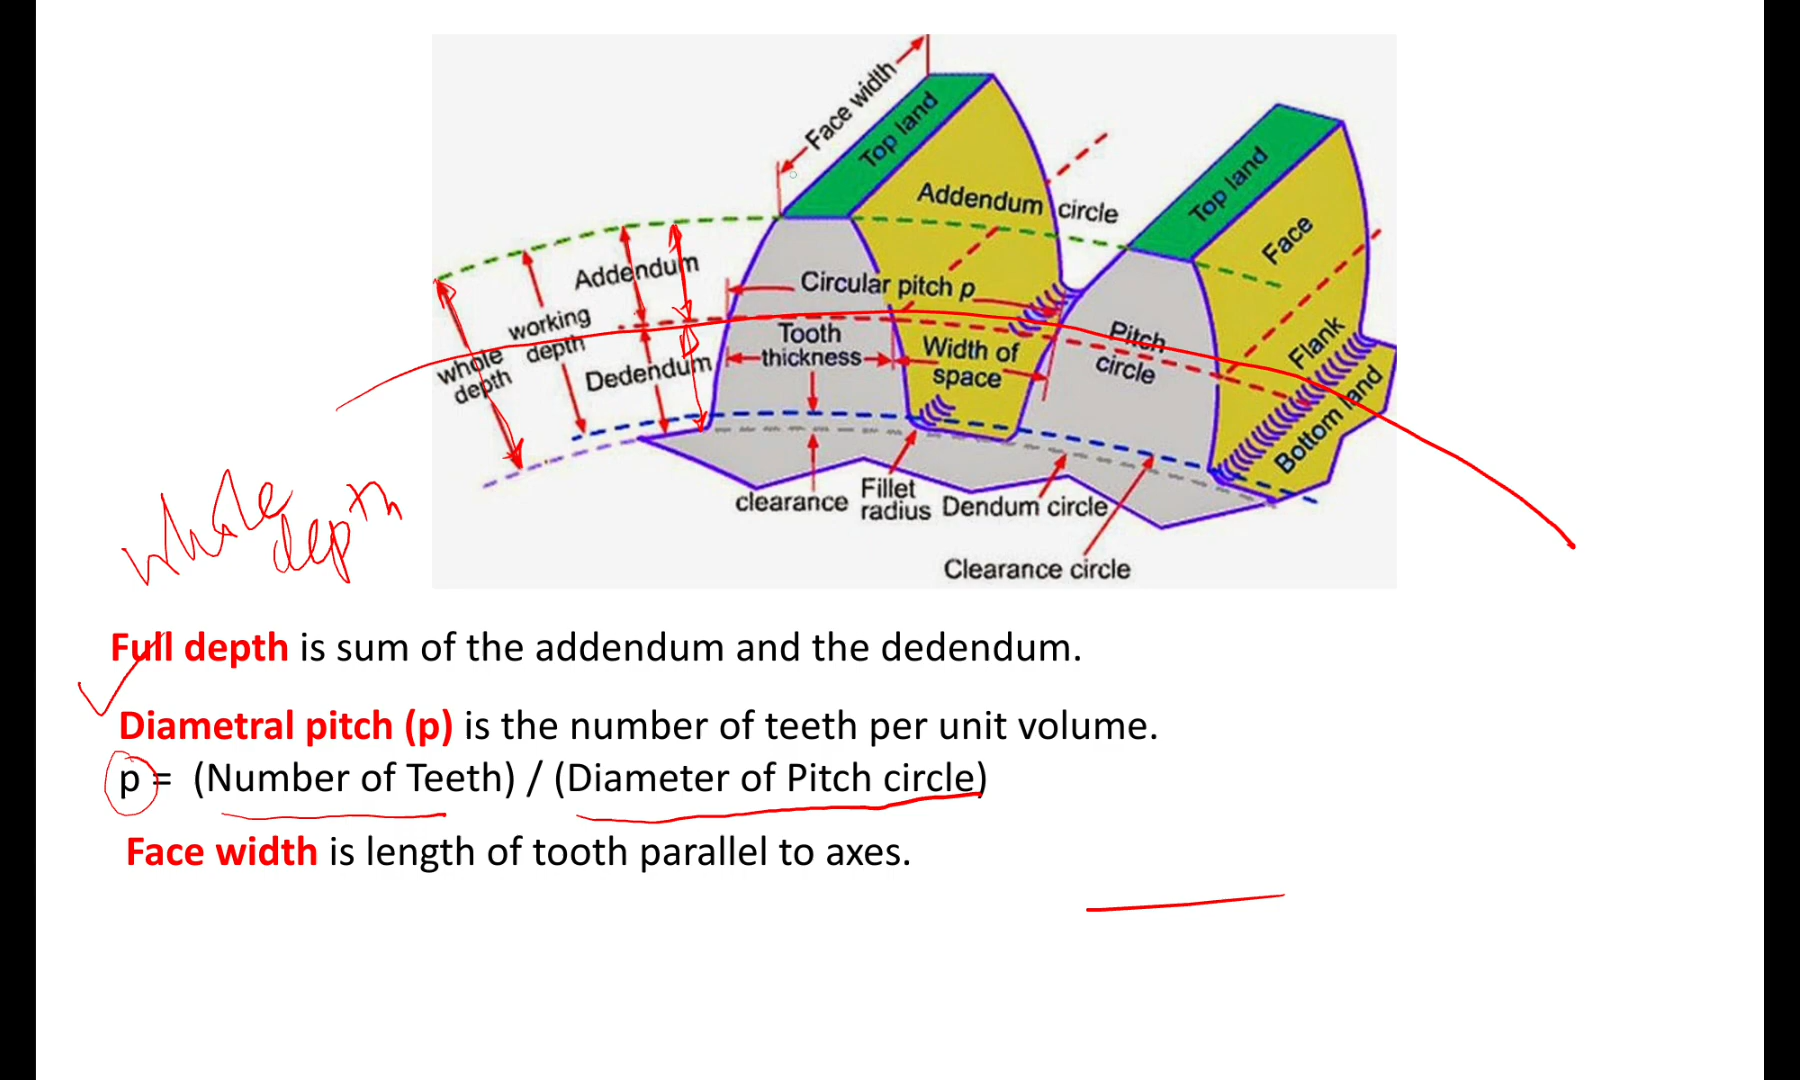 Face width
Top land
Top land
Addendum circle
Face
Addendum
Circular pitch p
working
depth
whole
depth
Tooth
thickness
Width of
space
Pitch
circle
Flank
Dedendum
Bottom land
clearance
Fillet
radius
Dendum circle
Clearance circle
whole
depth
Full depth is sum of the addendum and the dedendum.
Diametral pitch (p) is the number of teeth per unit volume.
p = (Number of Teeth) / (Diameter of Pitch circle)
Face width is length of tooth parallel to axes.